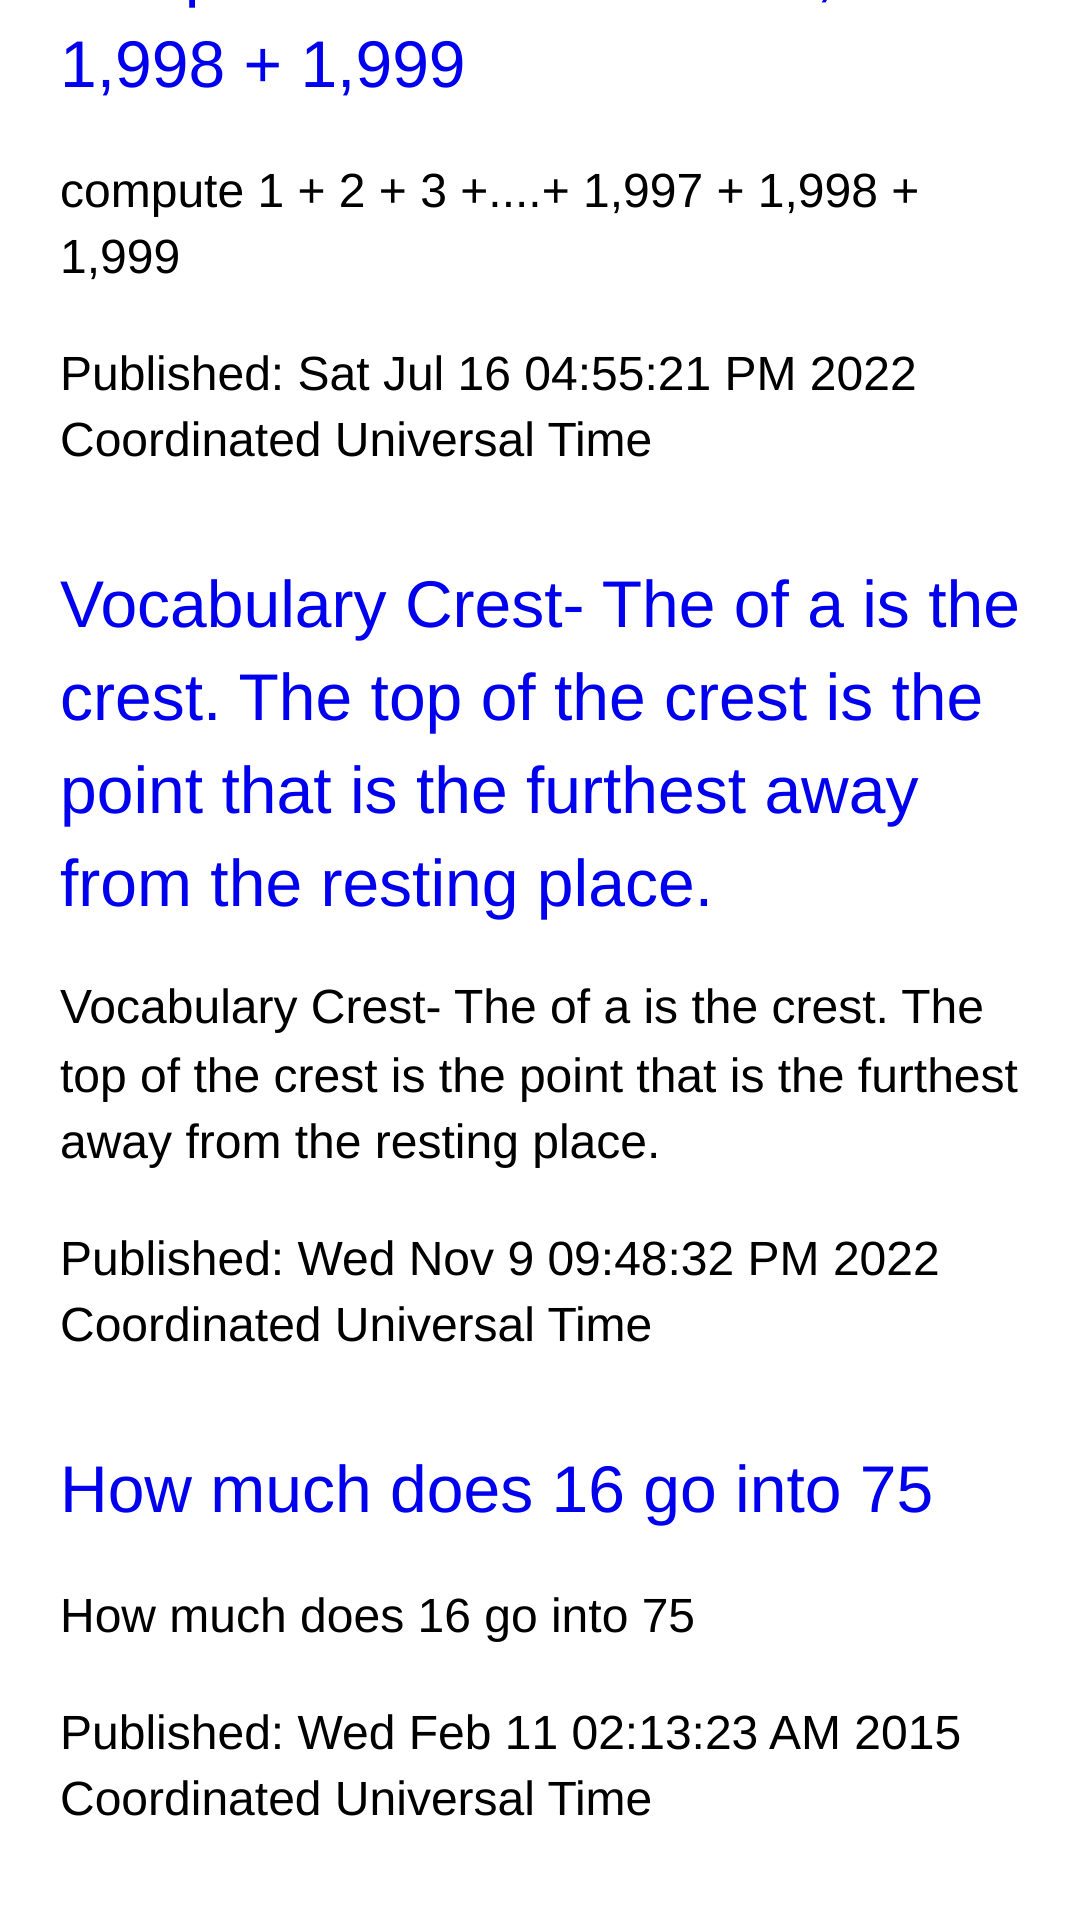 1,998 + 1,999
compute 1 + 2 + 3 +....+ 1,997 + 1,998 +
1,999
Published: Sat Jul 16 04:55:21 PM 2022
Coordinated Universal Time
Vocabulary Crest- The of a is the
crest. The top of the crest is the
point that is the furthest away
from the resting place.
Vocabulary Crest- The of a is the crest. The
top of the crest is the point that is the furthest
away from the resting place.
Published: Wed Nov 9 09:48:32 PM 2022
Coordinated Universal Time
How much does 16 go into 75
How much does 16 go into 75
Published: Wed Feb 11 02:13:23 AM 2015
Coordinated Universal Time